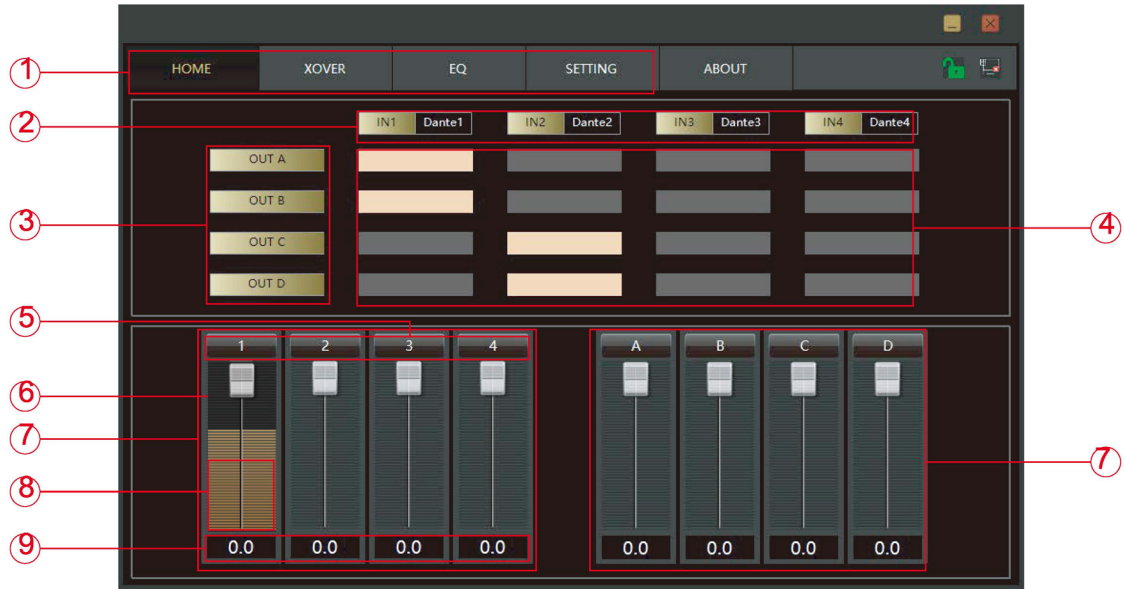 1 HOME XOVER EQ SETTING ABOUT
2 IN1 Dante1 IN2 Dante2 IN3 Dante3 IN4 Dante4
OUT A
OUT B
3 4
OUT C
OUT D
5
1 2 3 4 A B C D
6
7 7
8
9 0.0 0.0 0.0 0.0 0.0 0.0 0.0 0.0